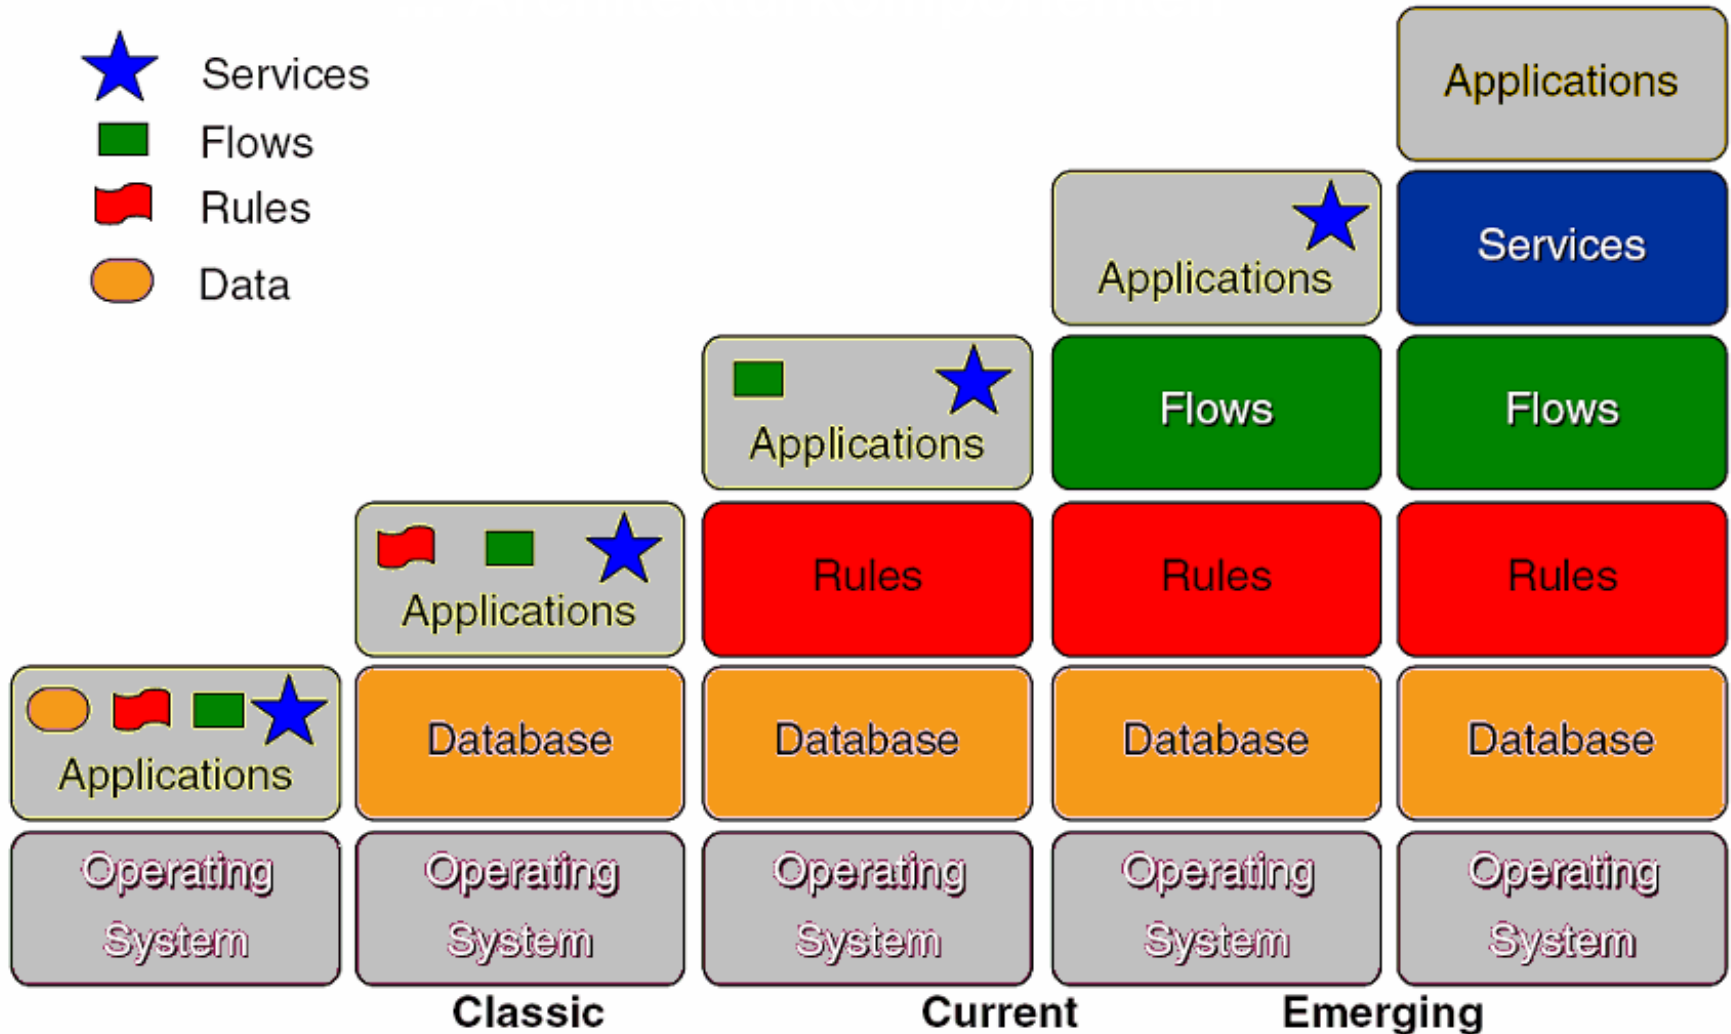 Services
Flows
Rules
Data
Applications
Applications
Services
Applications
Flows
Flows
Applications
Rules
Rules
Rules
Applications
Database
Database
Database
Database
Operating
System
Operating
System
Operating
System
Operating
System
Operating
System
Classic
Current
Emerging